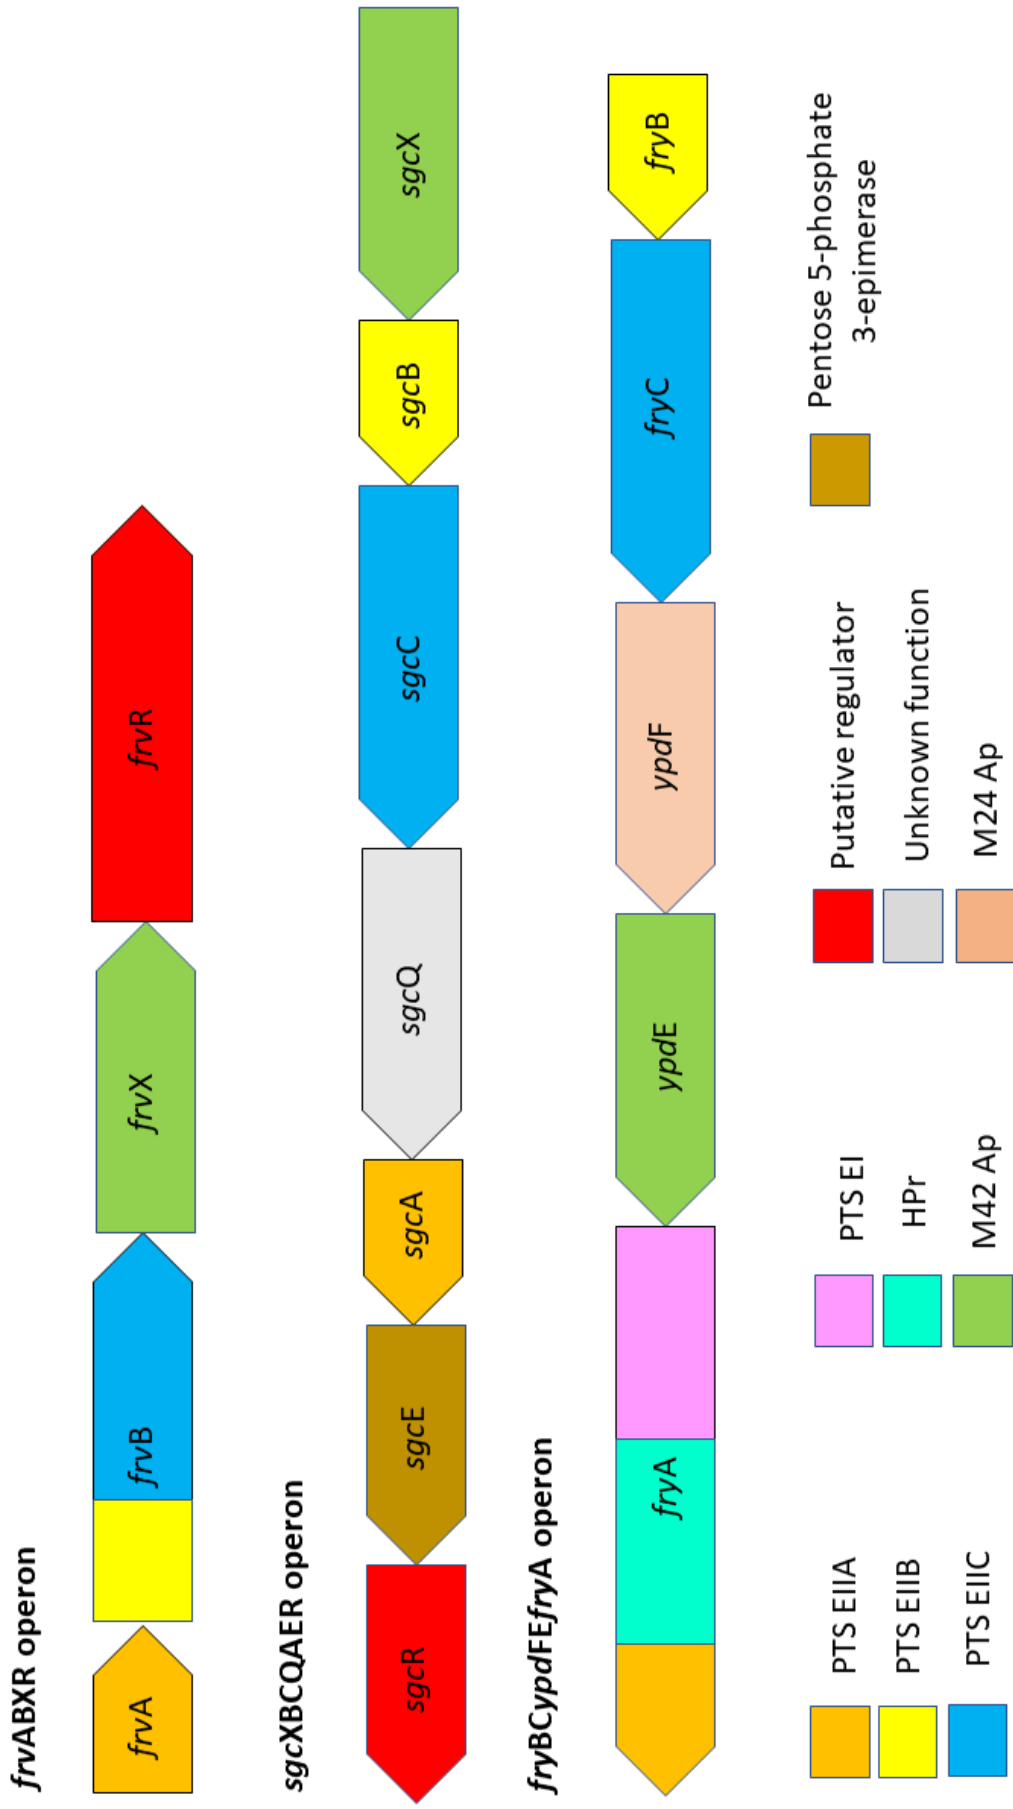 frvABXR operon
frvA
frvB
frvX
frvR
sgcXBCQAER operon
sgcR
sgcE
sgcA
sgcQ
sgcC
sgcB
sgcX
fryBCypdFEfryA operon
fryA
ypdE
ypdF
fryC
fryB
PTS EIIA
PTS EIIB
PTS EIIC
PTS EI
HPr
M42 Ap
Putative regulator
Unknown function
M24 Ap
Pentose 5-phosphate
3-epimerase